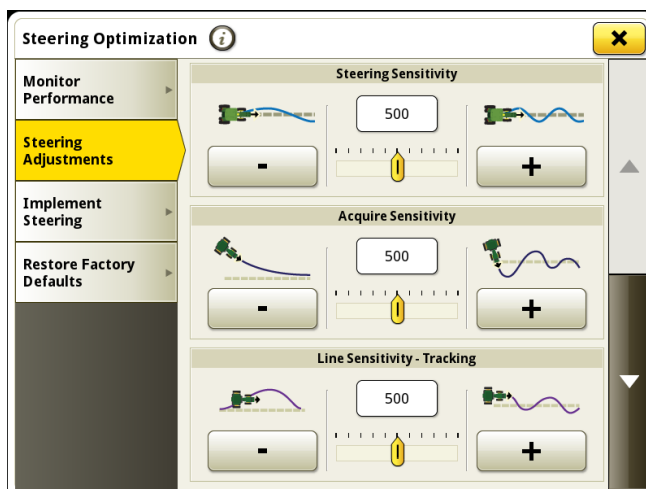 Steering Optimization i
Monitor
Performance
Steering
Adjustments
Implement
Steering
Restore Factory
Defaults
Steering Sensitivity
500
- +
Acquire Sensitivity
500
- +
Line Sensitivity - Tracking
500
- +